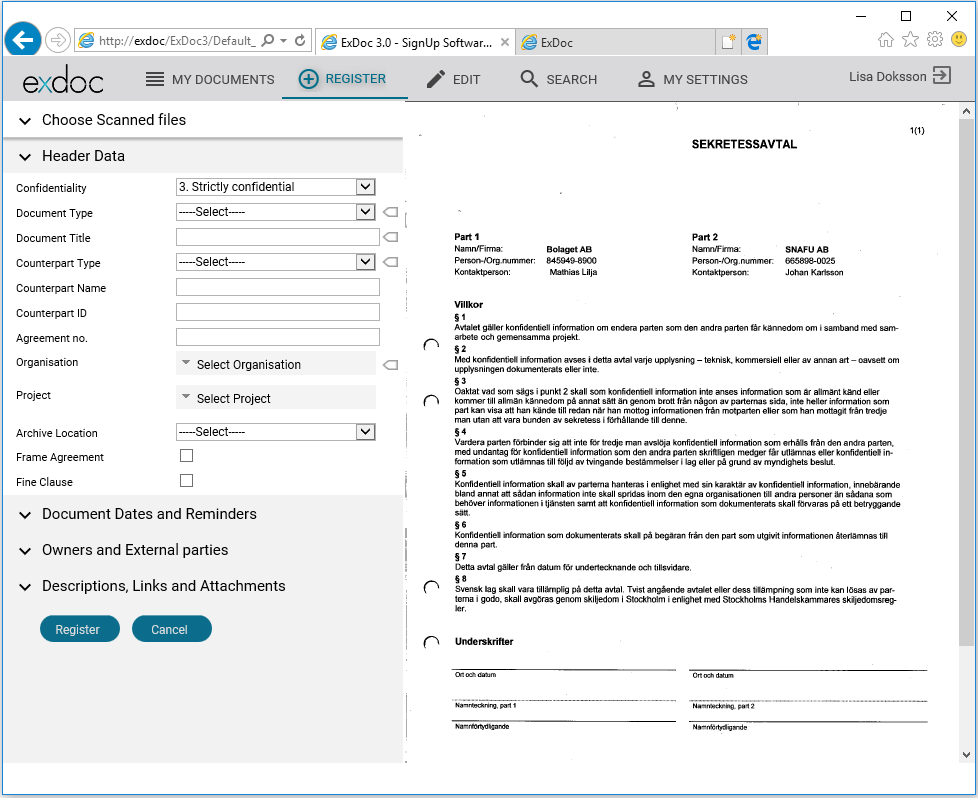 http://exdoc/ExDoc3/Default_
ExDoc 3.0 - SignUp Softwar...
ExDoc
exdoc
MY DOCUMENTS
REGISTER
EDIT
SEARCH
MY SETTINGS
Lisa Doksson
Choose Scanned files
Header Data
Confidentiality
3. Strictly confidential
Document Type
-----Select-----
Document Title
Counterpart Type
-----Select-----
Counterpart Name
Counterpart ID
Agreement no.
Organisation
Select Organisation
Project
Select Project
Archive Location
-----Select-----
Frame Agreement
Fine Clause
Document Dates and Reminders
Owners and External parties
Descriptions, Links and Attachments
Register
Cancel
1(1)
SEKRETESSAVTAL
Part 1
Namn/Firma: Bolaget AB
Person-/Org.nummer: 845949-8900
Kontaktperson: Mathias Lilja
Part 2
Namn/Firma: SNAFU AB
Person-/Org.nummer: 665898-0025
Kontaktperson: Johan Karlsson
Villkor
§ 1
Avtalet gäller konfidentiell information om endera parten som den andra parten får kännedom om i samband med sam-
arbete och gemensamma projekt.
§ 2
Med konfidentiell information avses i detta avtal varje upplysning – teknisk, kommersiell eller av annan art – oavsett om
upplysningen dokumenterats eller inte.
§ 3
Oaktat vad som sägs i punkt 2 skall som konfidentiell information inte anses information som är allmänt känd eller
kommer till allmän kännedom på annat sätt än genom brott från någon av parternas sida, inte heller information som
part kan visa att han kände till redan när han mottog informationen från motparten eller som han mottagit från tredje
man utan att vara bunden av sekretess i förhållande till denne.
§ 4
Vardera parten förbinder sig att inte för tredje man avslöja konfidentiell information som erhålls från den andra parten,
med undantag för konfidentiell information som den andra parten skriftligen medger får utlämnas eller konfidentiell in-
formation som utlämnas till följd av tvingande bestämmelser i lag eller på grund av myndighets beslut.
§ 5
Konfidentiell information skall av parterna hanteras i enlighet med sin karaktär av konfidentiell information, innebärande
bland annat att sådan information inte skall spridas inom den egna organisationen till andra personer än sådana som
behöver informationen i tjänsten samt att konfidentiell information som dokumenterats skall förvaras på ett betryggande
sätt.
§ 6
Konfidentiell information som dokumenterats skall på begäran från den part som utgivit informationen återlämnas till
denna part.
§ 7
Detta avtal gäller från datum för undertecknande och tillsvidare.
§ 8
Svensk lag skall vara tillämplig på detta avtal. Tvist angående avtalet eller dess tillämpning som inte kan lösas av par-
terna i godo, skall avgöras genom skiljedom i Stockholm i enlighet med Stockholms Handelskammares skiljedomsreg-
ler.
Underskrifter
Ort och datum
Ort och datum
Namnteckning, part 1
Namnteckning, part 2
Namnförtydligande
Namnförtydligande